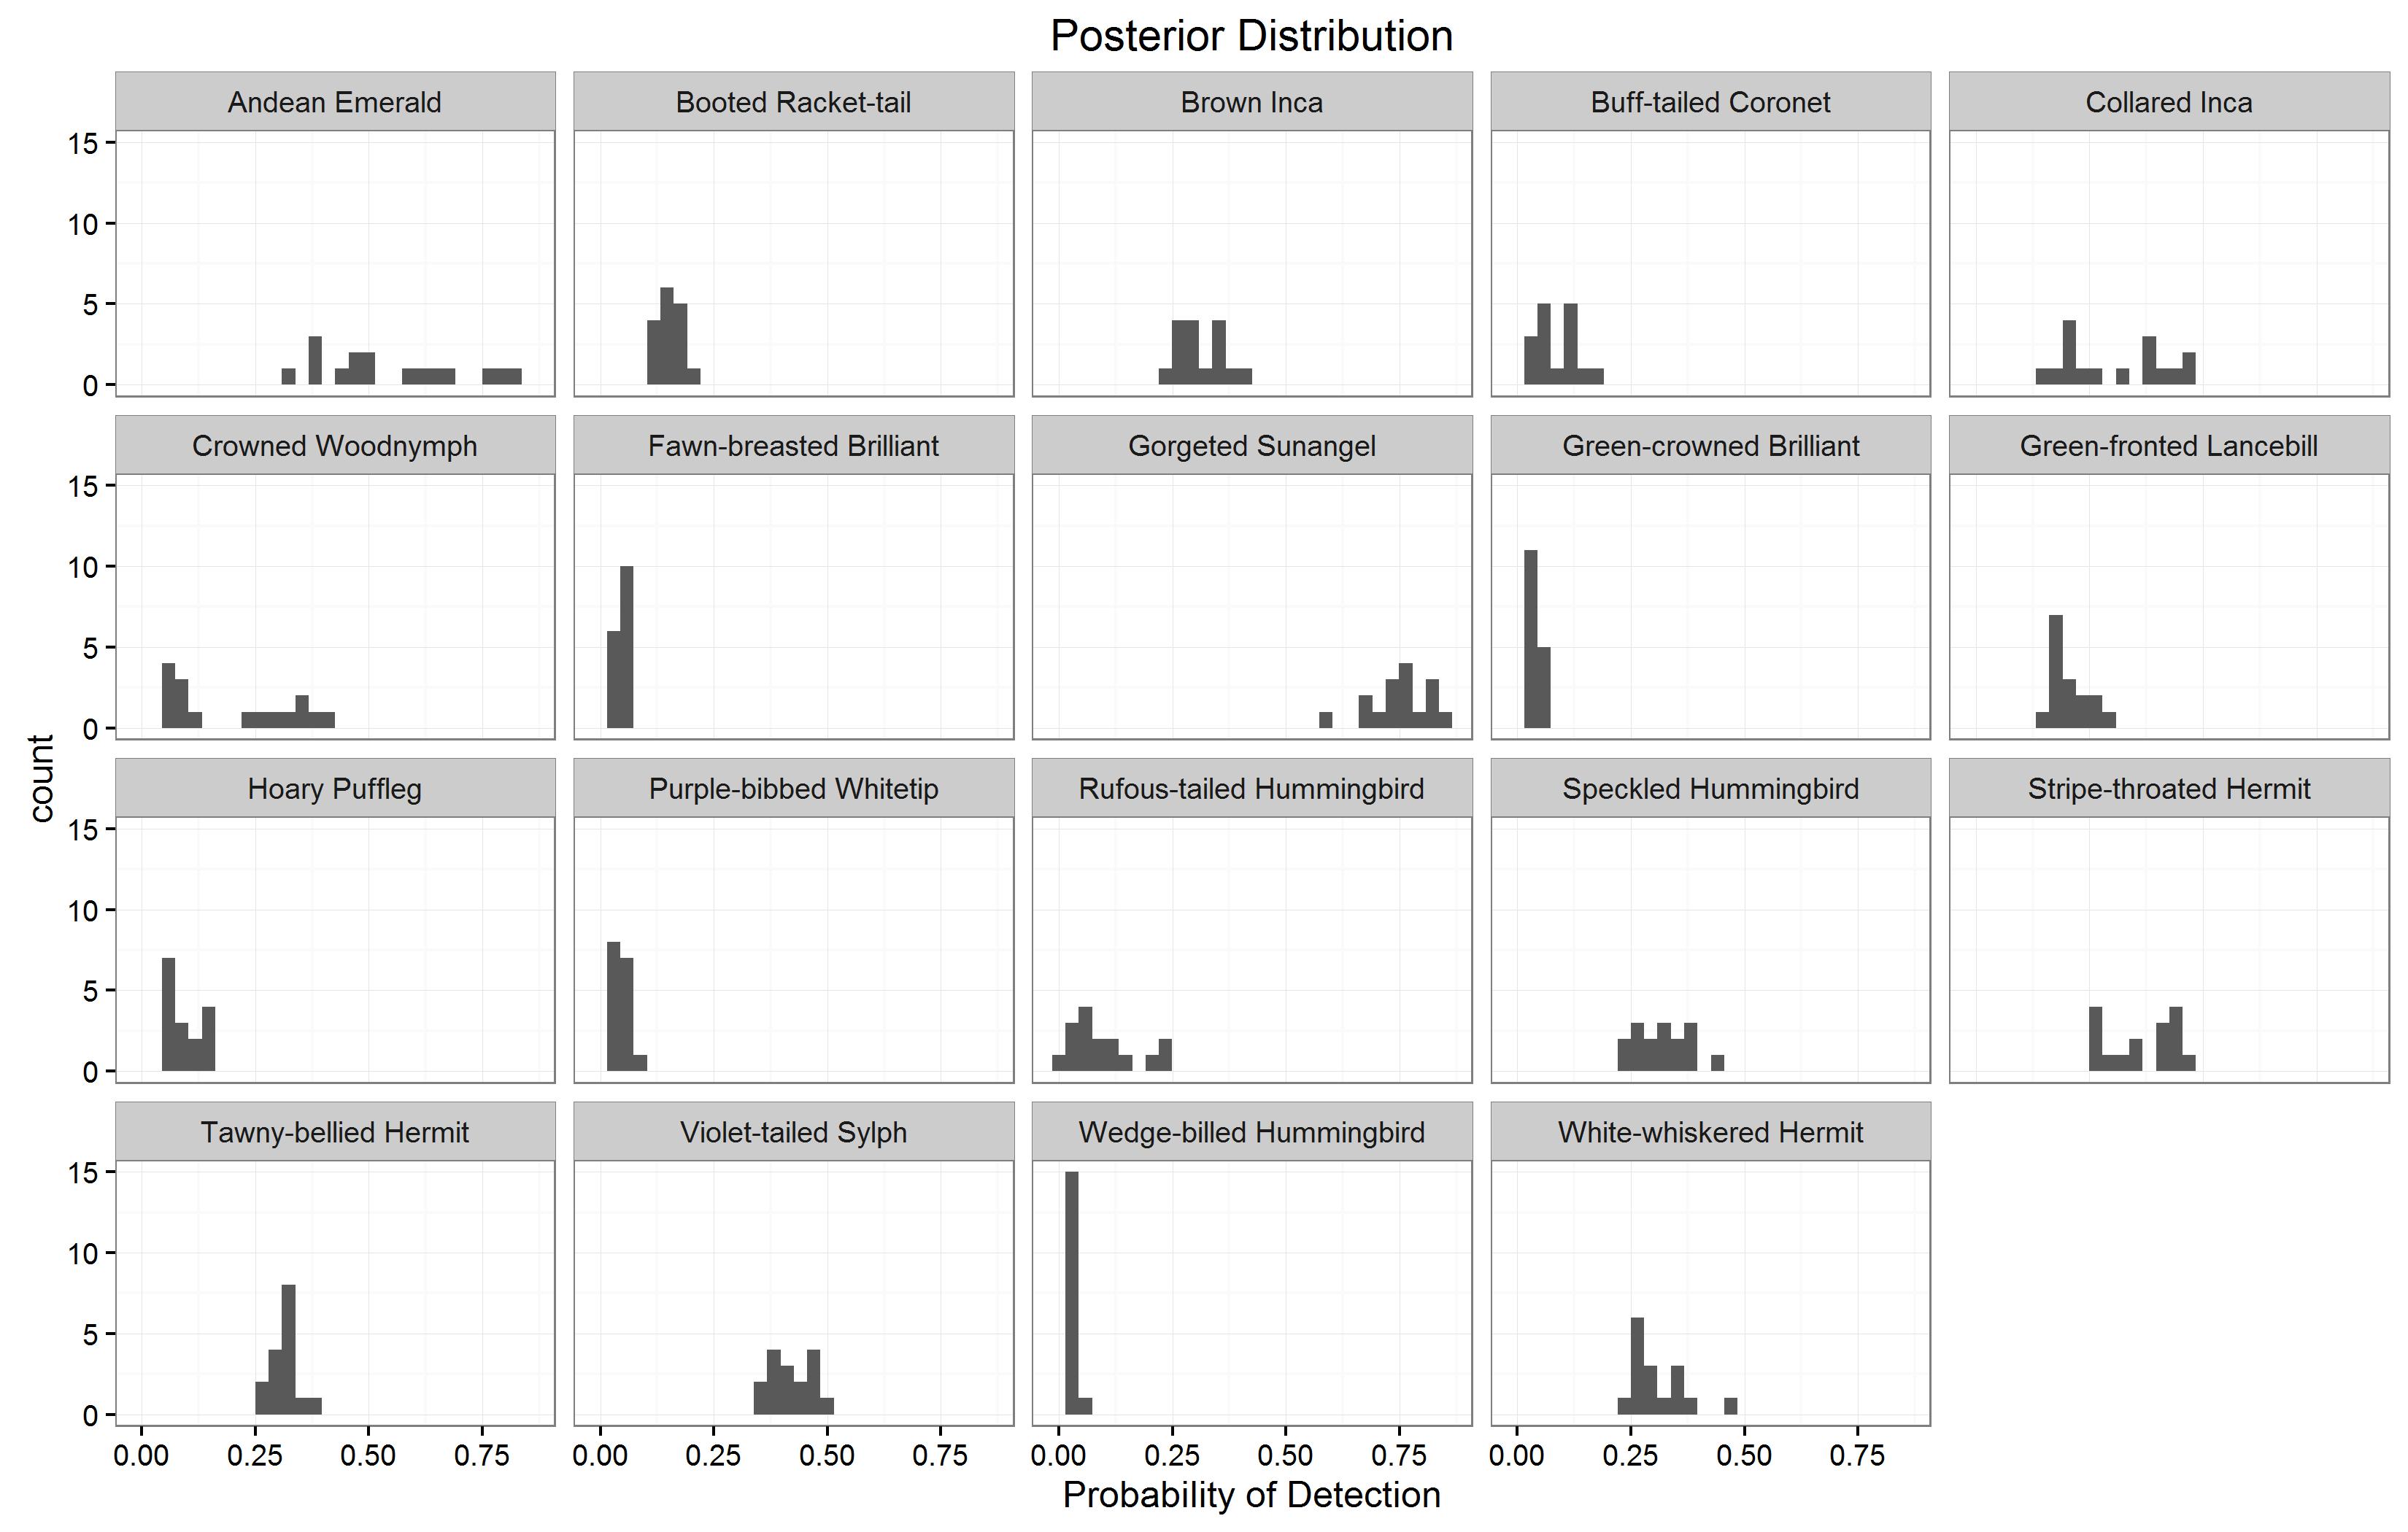 Posterior Distribution
Andean Emerald Booted Racket-tail Brown Inca Buff-tailed Coronet Collared Inca
15
10
5
0
Crowned Woodnymph Fawn-breasted Brilliant Gorgeted Sunangel Green-crowned Brilliant Green-fronted Lancebill
15
10
5
0
count
Hoary Puffleg Purple-bibbed Whitetip Rufous-tailed Hummingbird Speckled Hummingbird Stripe-throated Hermit
15
10
5
0
Tawny-bellied Hermit Violet-tailed Sylph Wedge-billed Hummingbird White-whiskered Hermit
15
10
5
0
0.00 0.25 0.50 0.75 0.00 0.25 0.50 0.75 0.00 0.25 0.50 0.75 0.00 0.25 0.50 0.75
Probability of Detection